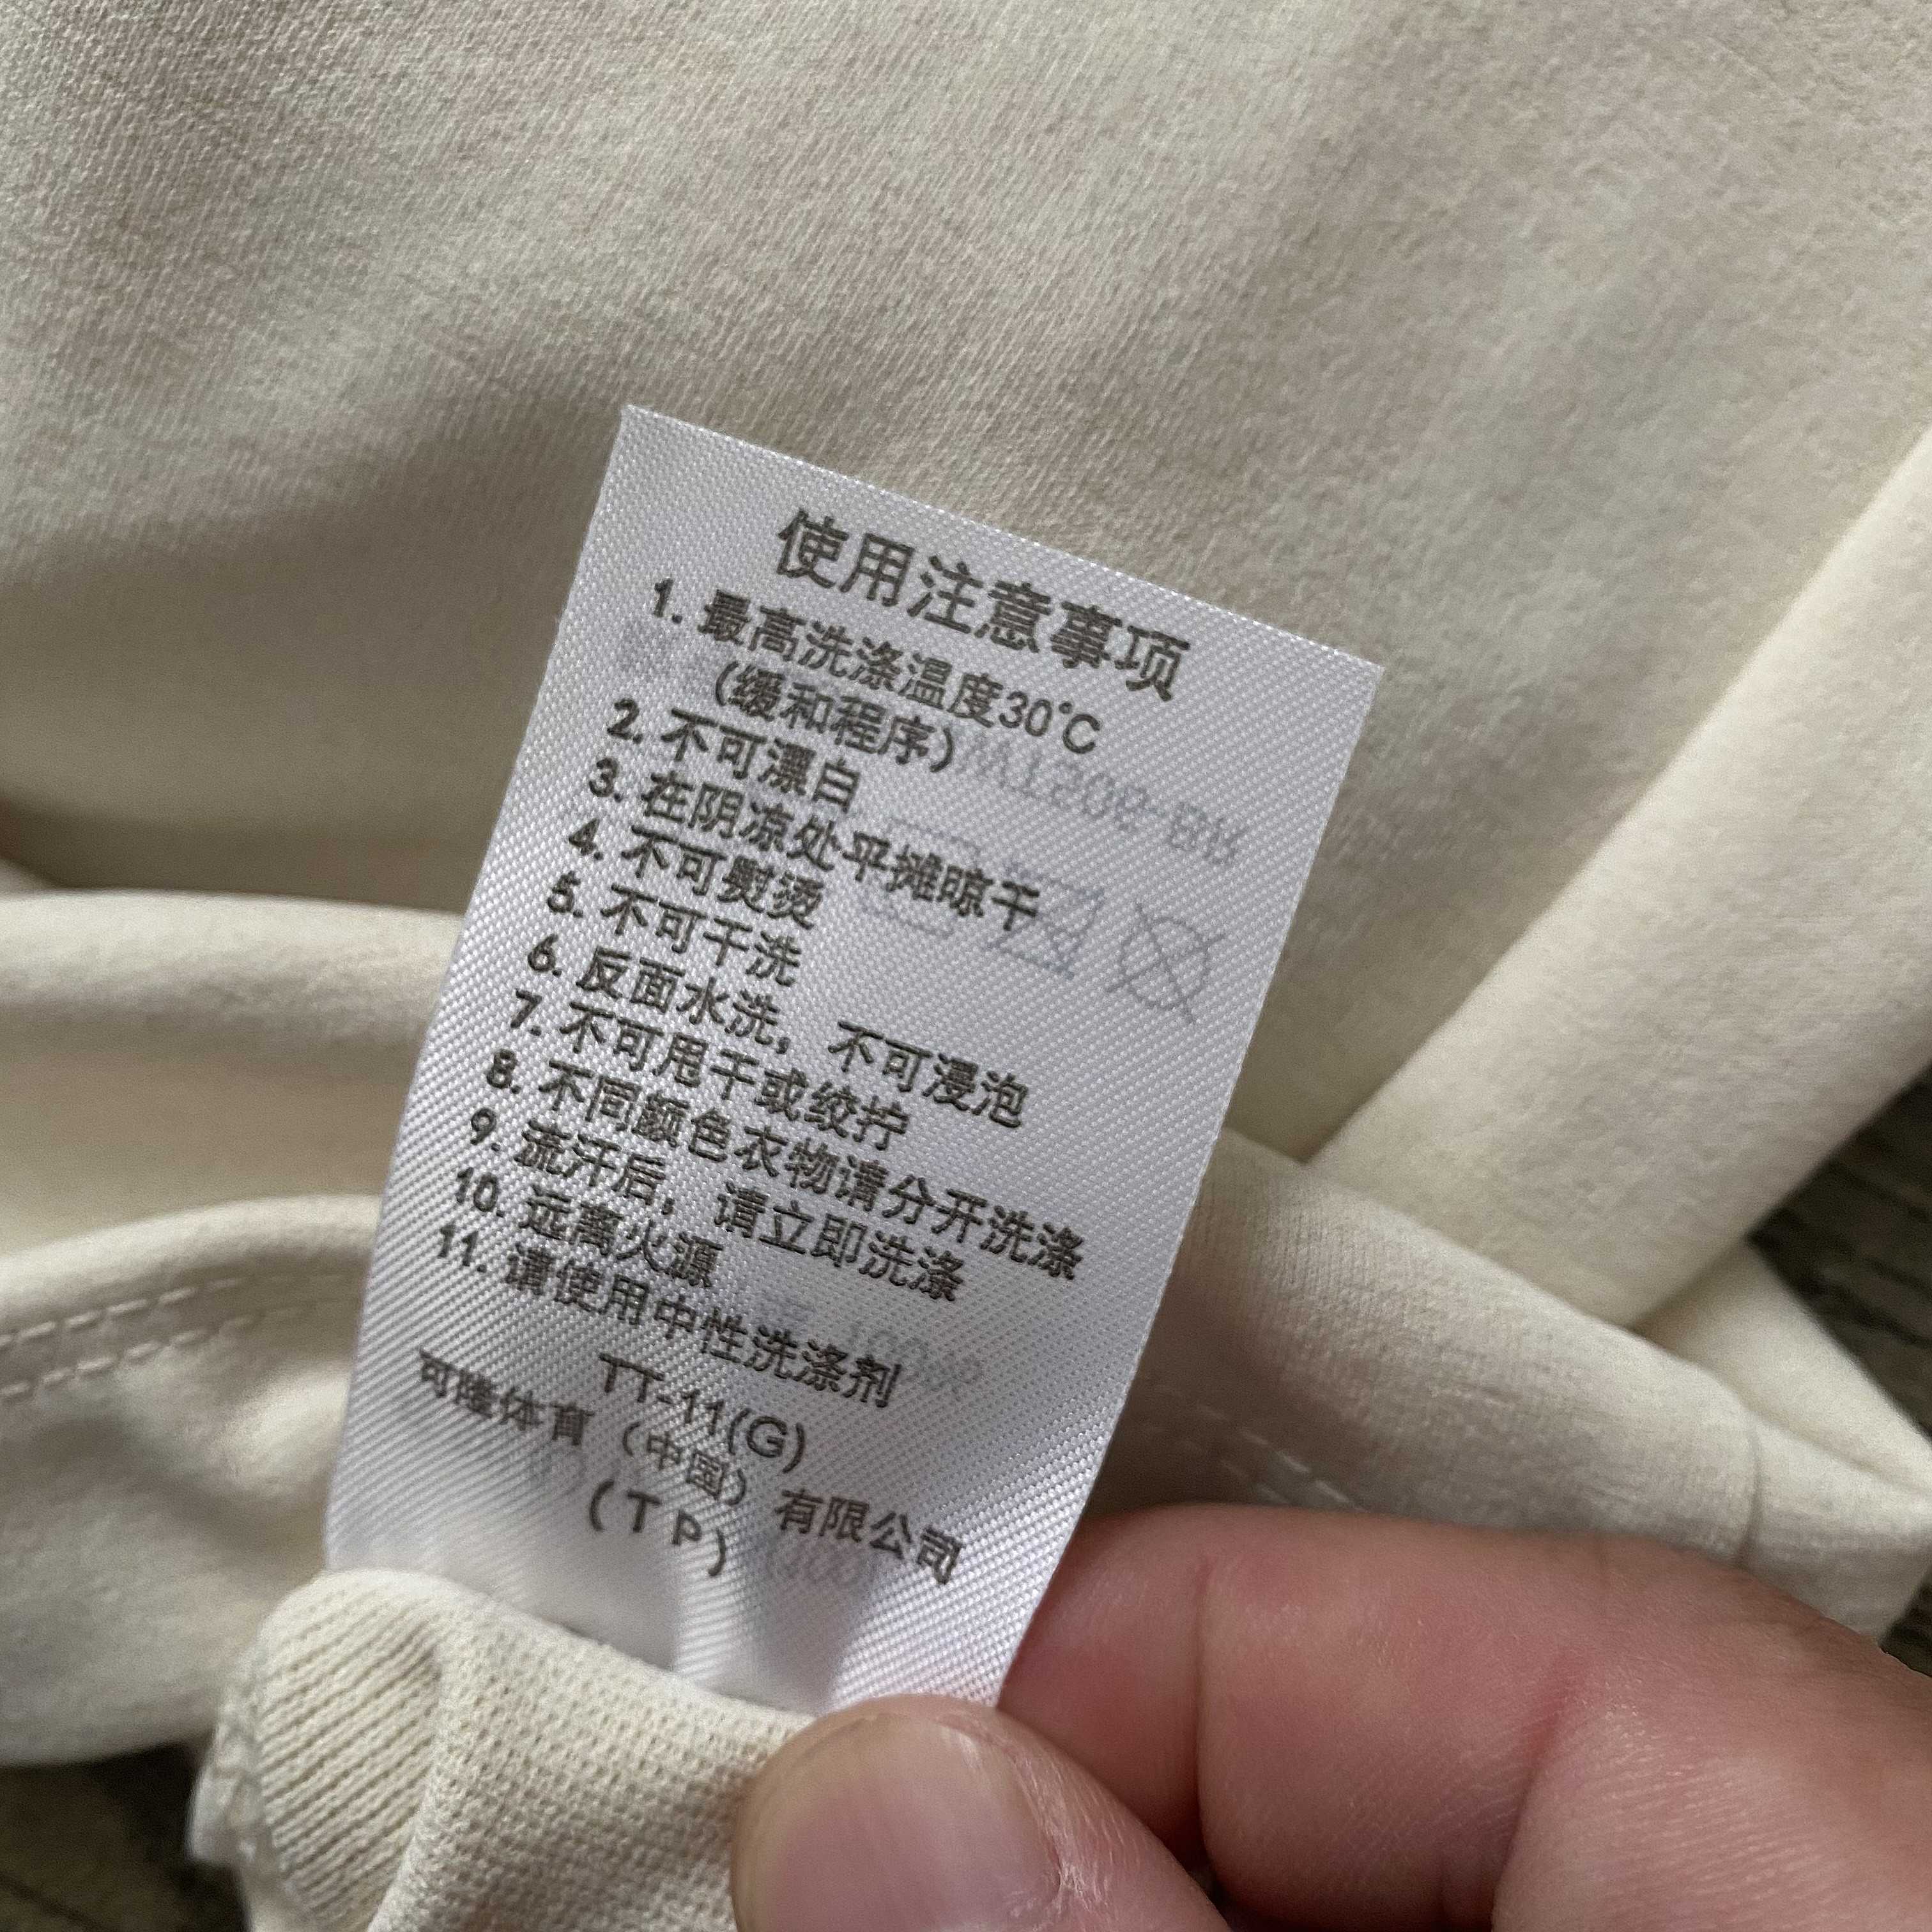 使用注意事项
1. 最高洗涤温度30°C
(缓和程序)
2. 不可漂白
3. 在阴凉处平摊晾干
4. 不可熨烫
5. 不可干洗
6. 反面水洗，不可浸泡
7. 不可甩干或绞拧
8. 不同颜色衣物请分开洗涤
9. 流汗后，请立即洗涤
10. 远离火源
11. 请使用中性洗涤剂
TT-11(G)
可隆体育（中国）有限公司
(TP)